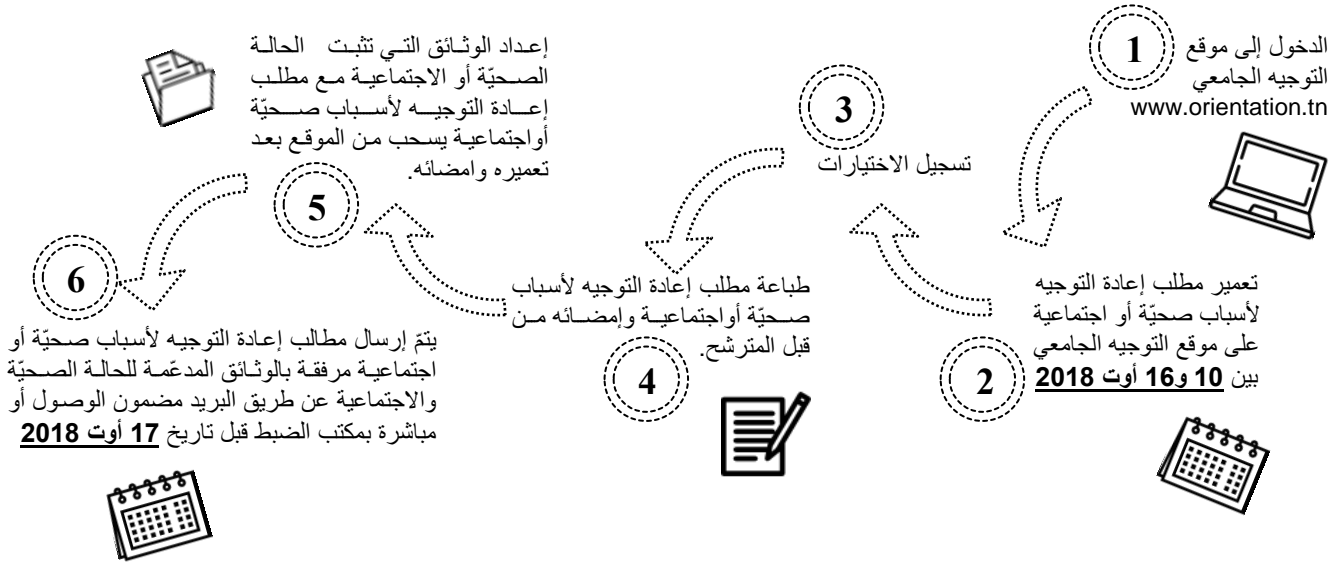 1
الدخول إلى موقع
التوجيه الجامعي
www.orientation.tn
تعمير مطلب إعادة التوجيه
لأسباب صحيّة أو اجتماعية
على موقع التوجيه الجامعي
بين 10 و16 أوت 2018
2
3
تسجيل الاختيارات
طباعة مطلب إعادة التوجيه لأسباب
صحيّة أواجتماعية وإمضائه من
قبل المترشح.
4
إعداد الوثائق التي تثبت الحالة
الصحيّة أو الاجتماعية مع مطلب
إعادة التوجيه لأسباب صحيّة
أواجتماعية يسحب من الموقع بعد
تعميره وامضائه.
5
6
يتمّ إرسال مطالب إعادة التوجيه لأسباب صحيّة أو
اجتماعية مرفقة بالوثائق المدعّمة للحالة الصحيّة
والاجتماعية عن طريق البريد مضمون الوصول أو
مباشرة بمكتب الضبط قبل تاريخ 17 أوت 2018